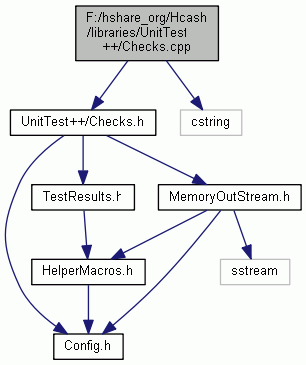 F:/hshare_org/Hcash
/libraries/UnitTest
++/Checks.cpp
UnitTest++/Checks.h
cstring
TestResults.h
MemoryOutStream.h
HelperMacros.h
sstream
Config.h